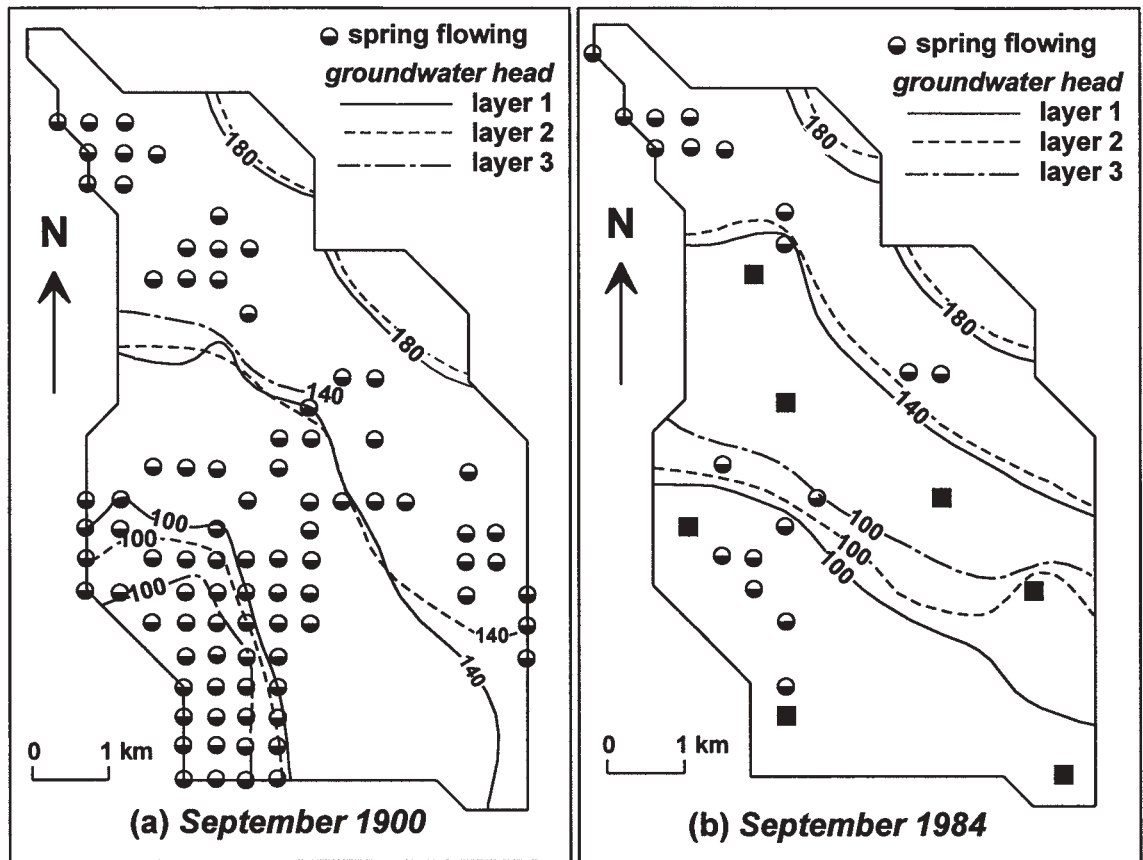 spring flowing
groundwater head
layer 1
layer 2
layer 3
180
N
180
140
100
100
100
140
140
0 1 km
(a) September 1900
spring flowing
groundwater head
layer 1
layer 2
layer 3
180
N
180
140
100
100
100
0 1 km
(b) September 1984